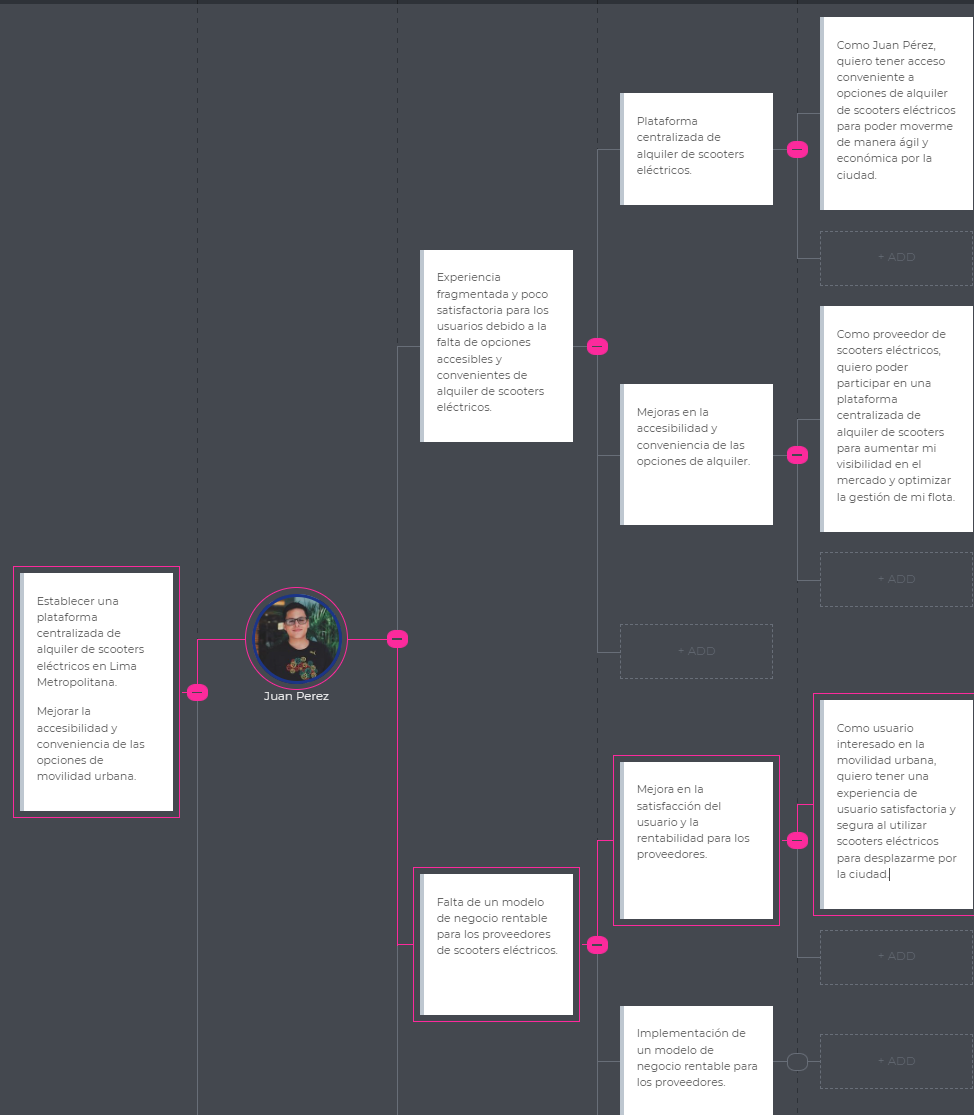 Establecer una
plataforma
centralizada de
alquiler de scooters
eléctricos en Lima
Metropolitana.
Mejorar la
accesibilidad y
conveniencia de las
opciones de
movilidad urbana.
Juan Perez
Experiencia
fragmentada y poco
satisfactoria para los
usuarios debido a la
falta de opciones
accesibles y
convenientes de
alquiler de scooters
eléctricos.
Plataforma
centralizada de
alquiler de scooters
eléctricos.
Como Juan Pérez,
quiero tener acceso
conveniente a
opciones de alquiler
de scooters eléctricos
para poder moverme
de manera ágil y
económica por la
ciudad.
+ ADD
Mejoras en la
accesibilidad y
conveniencia de las
opciones de alquiler.
Como proveedor de
scooters eléctricos,
quiero poder
participar en una
plataforma
centralizada de
alquiler de scooters
para aumentar mi
visibilidad en el
mercado y optimizar
la gestión de mi flota.
+ ADD
+ ADD
Falta de un modelo
de negocio rentable
para los proveedores
de scooters eléctricos.
Mejora en la
satisfacción del
usuario y la
rentabilidad para los
proveedores.
Como usuario
interesado en la
movilidad urbana,
quiero tener una
experiencia de
usuario satisfactoria y
segura al utilizar
scooters eléctricos
para desplazarme por
la ciudad.
+ ADD
Implementación de
un modelo de
negocio rentable para
los proveedores.
+ ADD